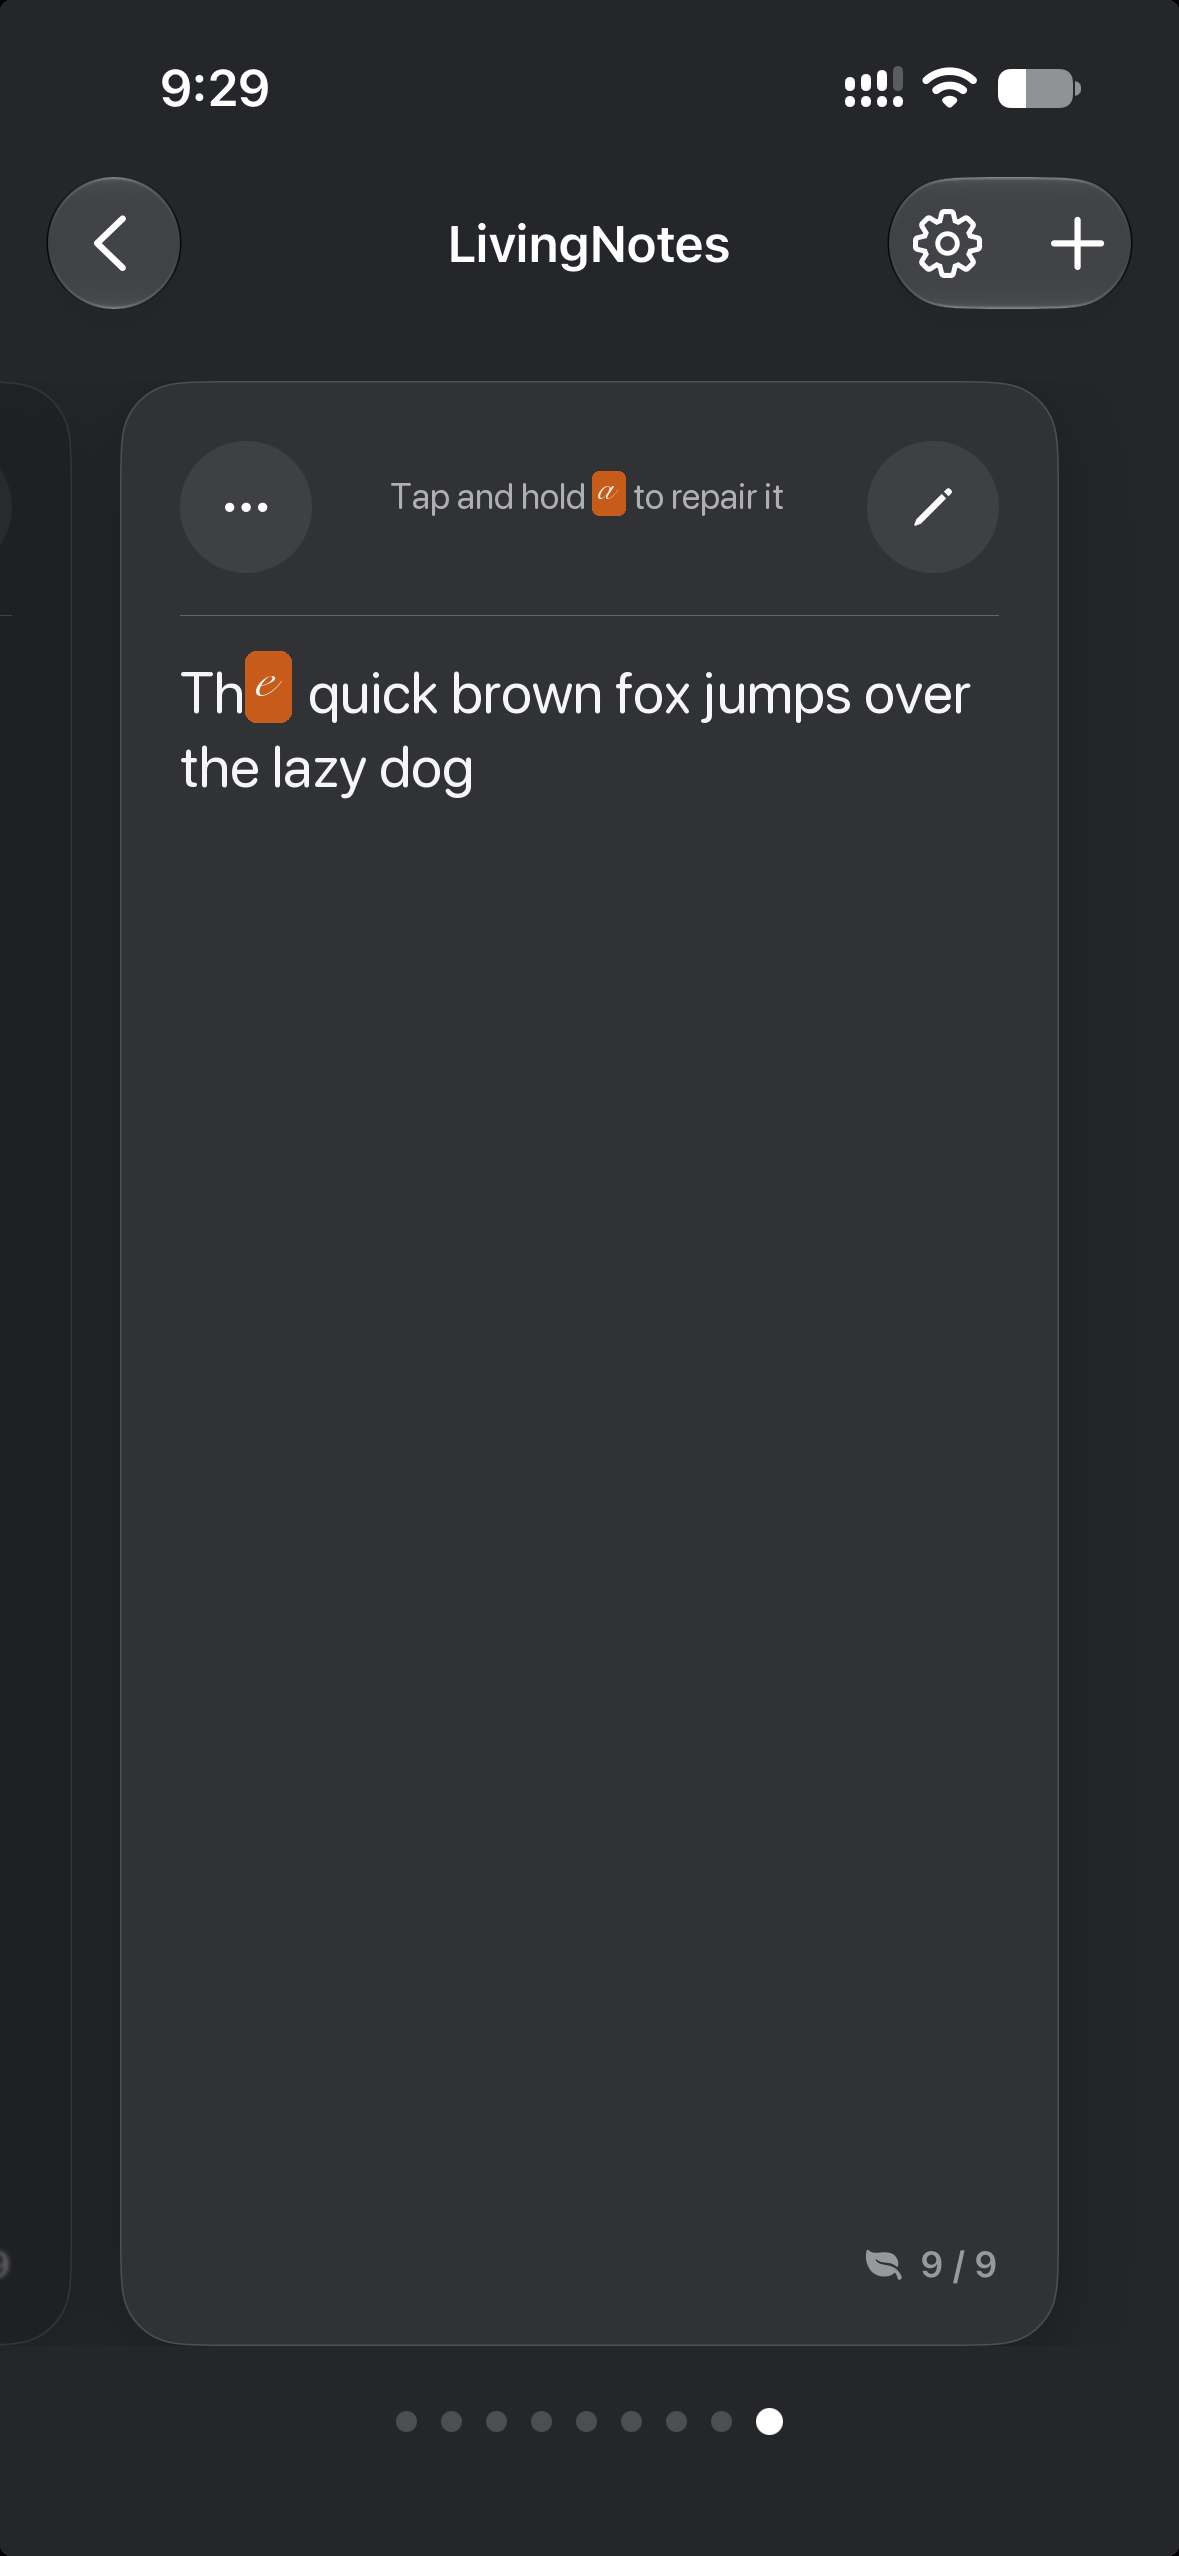 9:29
LivingNotes
Tap and hold a to repair it
The quick brown fox jumps over
the lazy dog
9 / 9